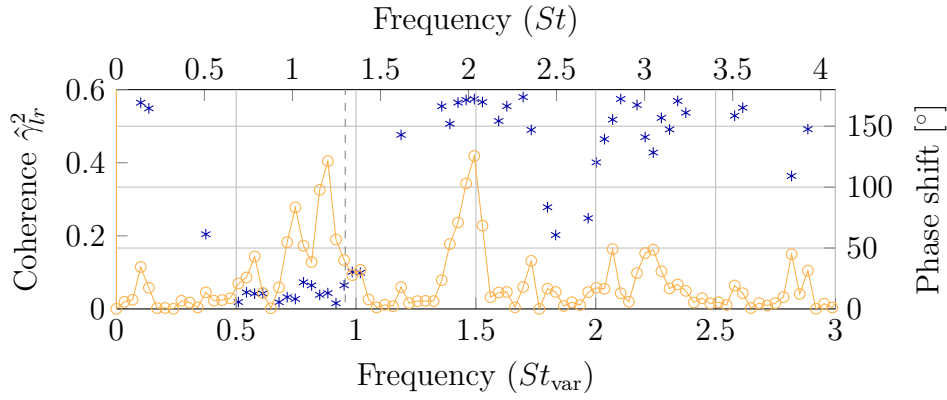 Frequency (St)
0 0.5 1 1.5 2 2.5 3 3.5 4
Coherence γ̂²ₗᵣ
0.6
0.4
0.2
0
150
100
50
0
Phase shift [°]
0 0.5 1 1.5 2 2.5 3
Frequency (St_var)